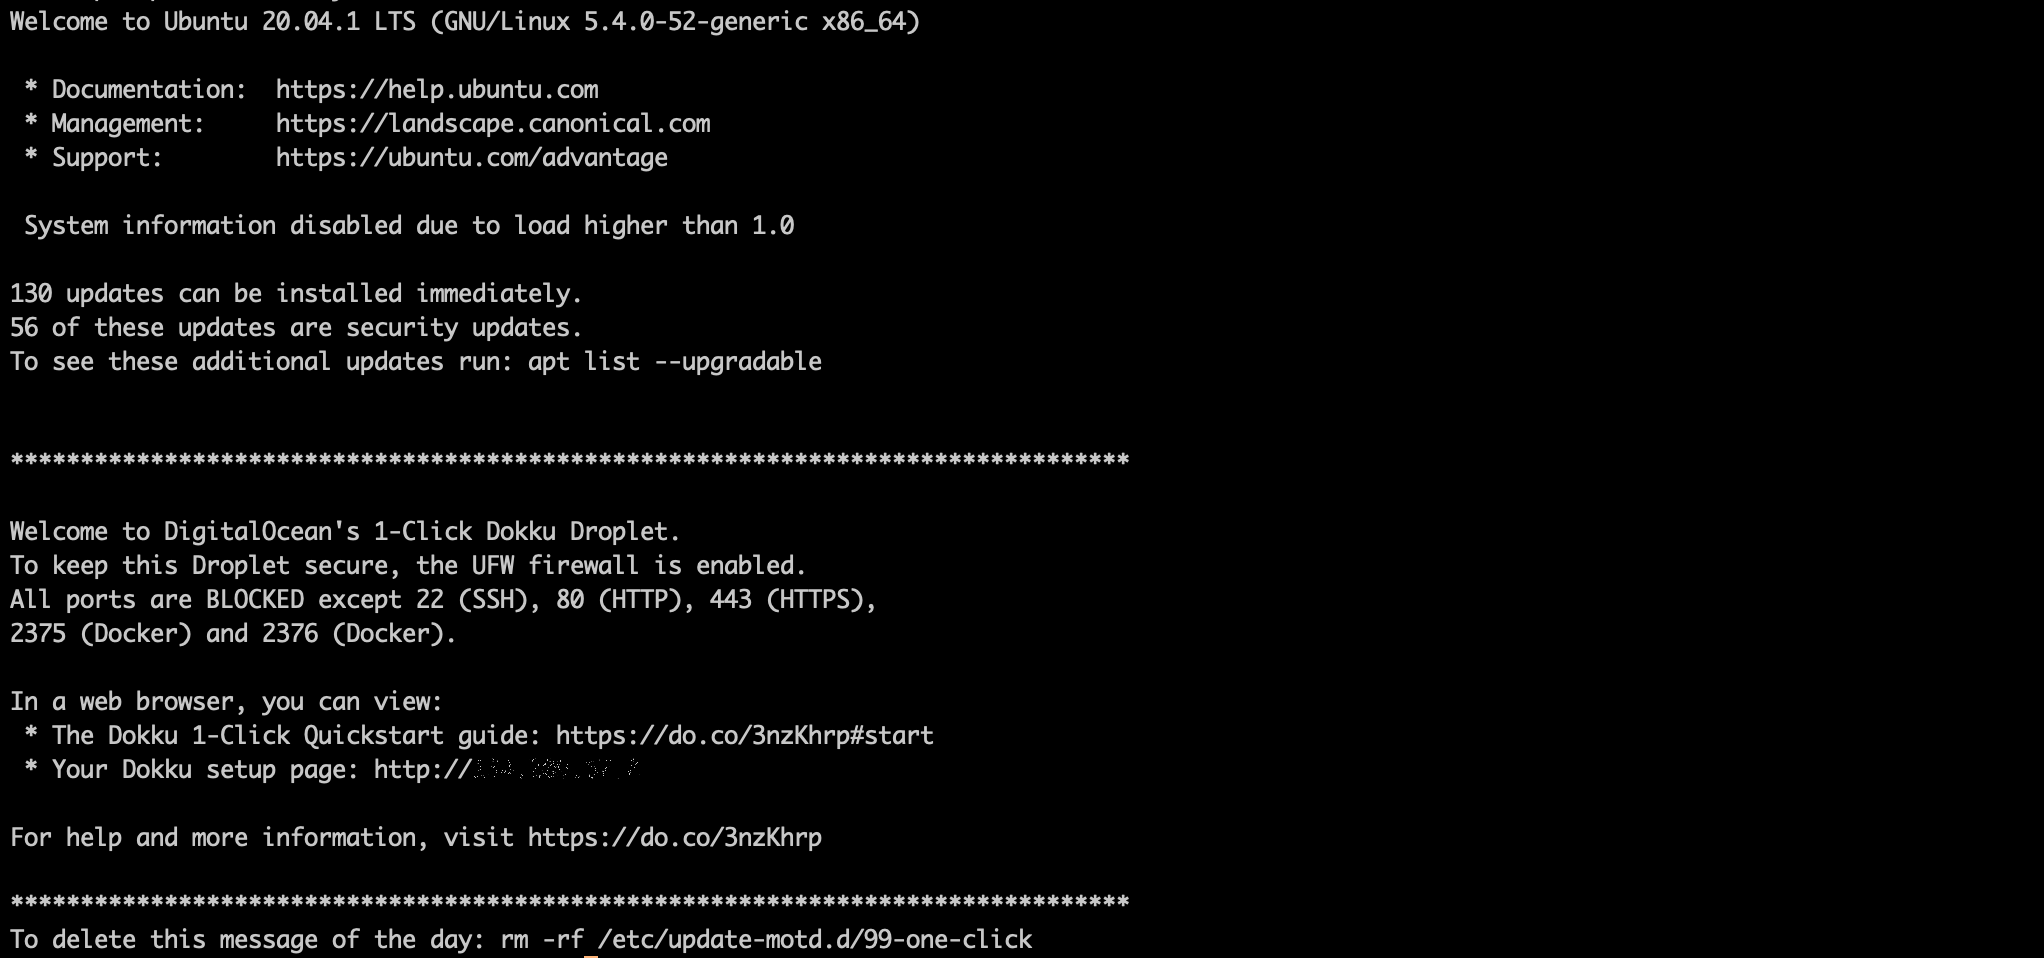 Welcome to Ubuntu 20.04.1 LTS (GNU/Linux 5.4.0-52-generic x86_64)
* Documentation:  https://help.ubuntu.com
* Management:     https://landscape.canonical.com
* Support:        https://ubuntu.com/advantage
System information disabled due to load higher than 1.0
130 updates can be installed immediately.
56 of these updates are security updates.
To see these additional updates run: apt list --upgradable
********************************************************************************
Welcome to DigitalOcean's 1-Click Dokku Droplet.
To keep this Droplet secure, the UFW firewall is enabled.
All ports are BLOCKED except 22 (SSH), 80 (HTTP), 443 (HTTPS),
2375 (Docker) and 2376 (Docker).
In a web browser, you can view:
* The Dokku 1-Click Quickstart guide: https://do.co/3nzKhrp#start
* Your Dokku setup page: http://
For help and more information, visit https://do.co/3nzKhrp
********************************************************************************
To delete this message of the day: rm -rf /etc/update-motd.d/99-one-click